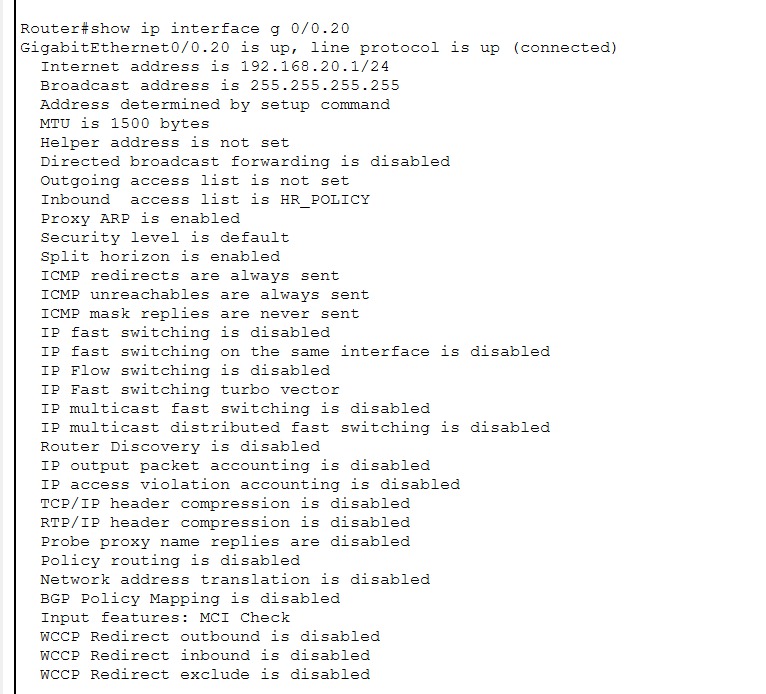 Router#show ip interface g 0/0.20
GigabitEthernet0/0.20 is up, line protocol is up (connected)
Internet address is 192.168.20.1/24
Broadcast address is 255.255.255.255
Address determined by setup command
MTU is 1500 bytes
Helper address is not set
Directed broadcast forwarding is disabled
Outgoing access list is not set
Inbound  access list is HR_POLICY
Proxy ARP is enabled
Security level is default
Split horizon is enabled
ICMP redirects are always sent
ICMP unreachables are always sent
ICMP mask replies are never sent
IP fast switching is disabled
IP fast switching on the same interface is disabled
IP Flow switching is disabled
IP Fast switching turbo vector
IP multicast fast switching is disabled
IP multicast distributed fast switching is disabled
Router Discovery is disabled
IP output packet accounting is disabled
IP access violation accounting is disabled
TCP/IP header compression is disabled
RTP/IP header compression is disabled
Probe proxy name replies are disabled
Policy routing is disabled
Network address translation is disabled
BGP Policy Mapping is disabled
Input features: MCI Check
WCCP Redirect outbound is disabled
WCCP Redirect inbound is disabled
WCCP Redirect exclude is disabled